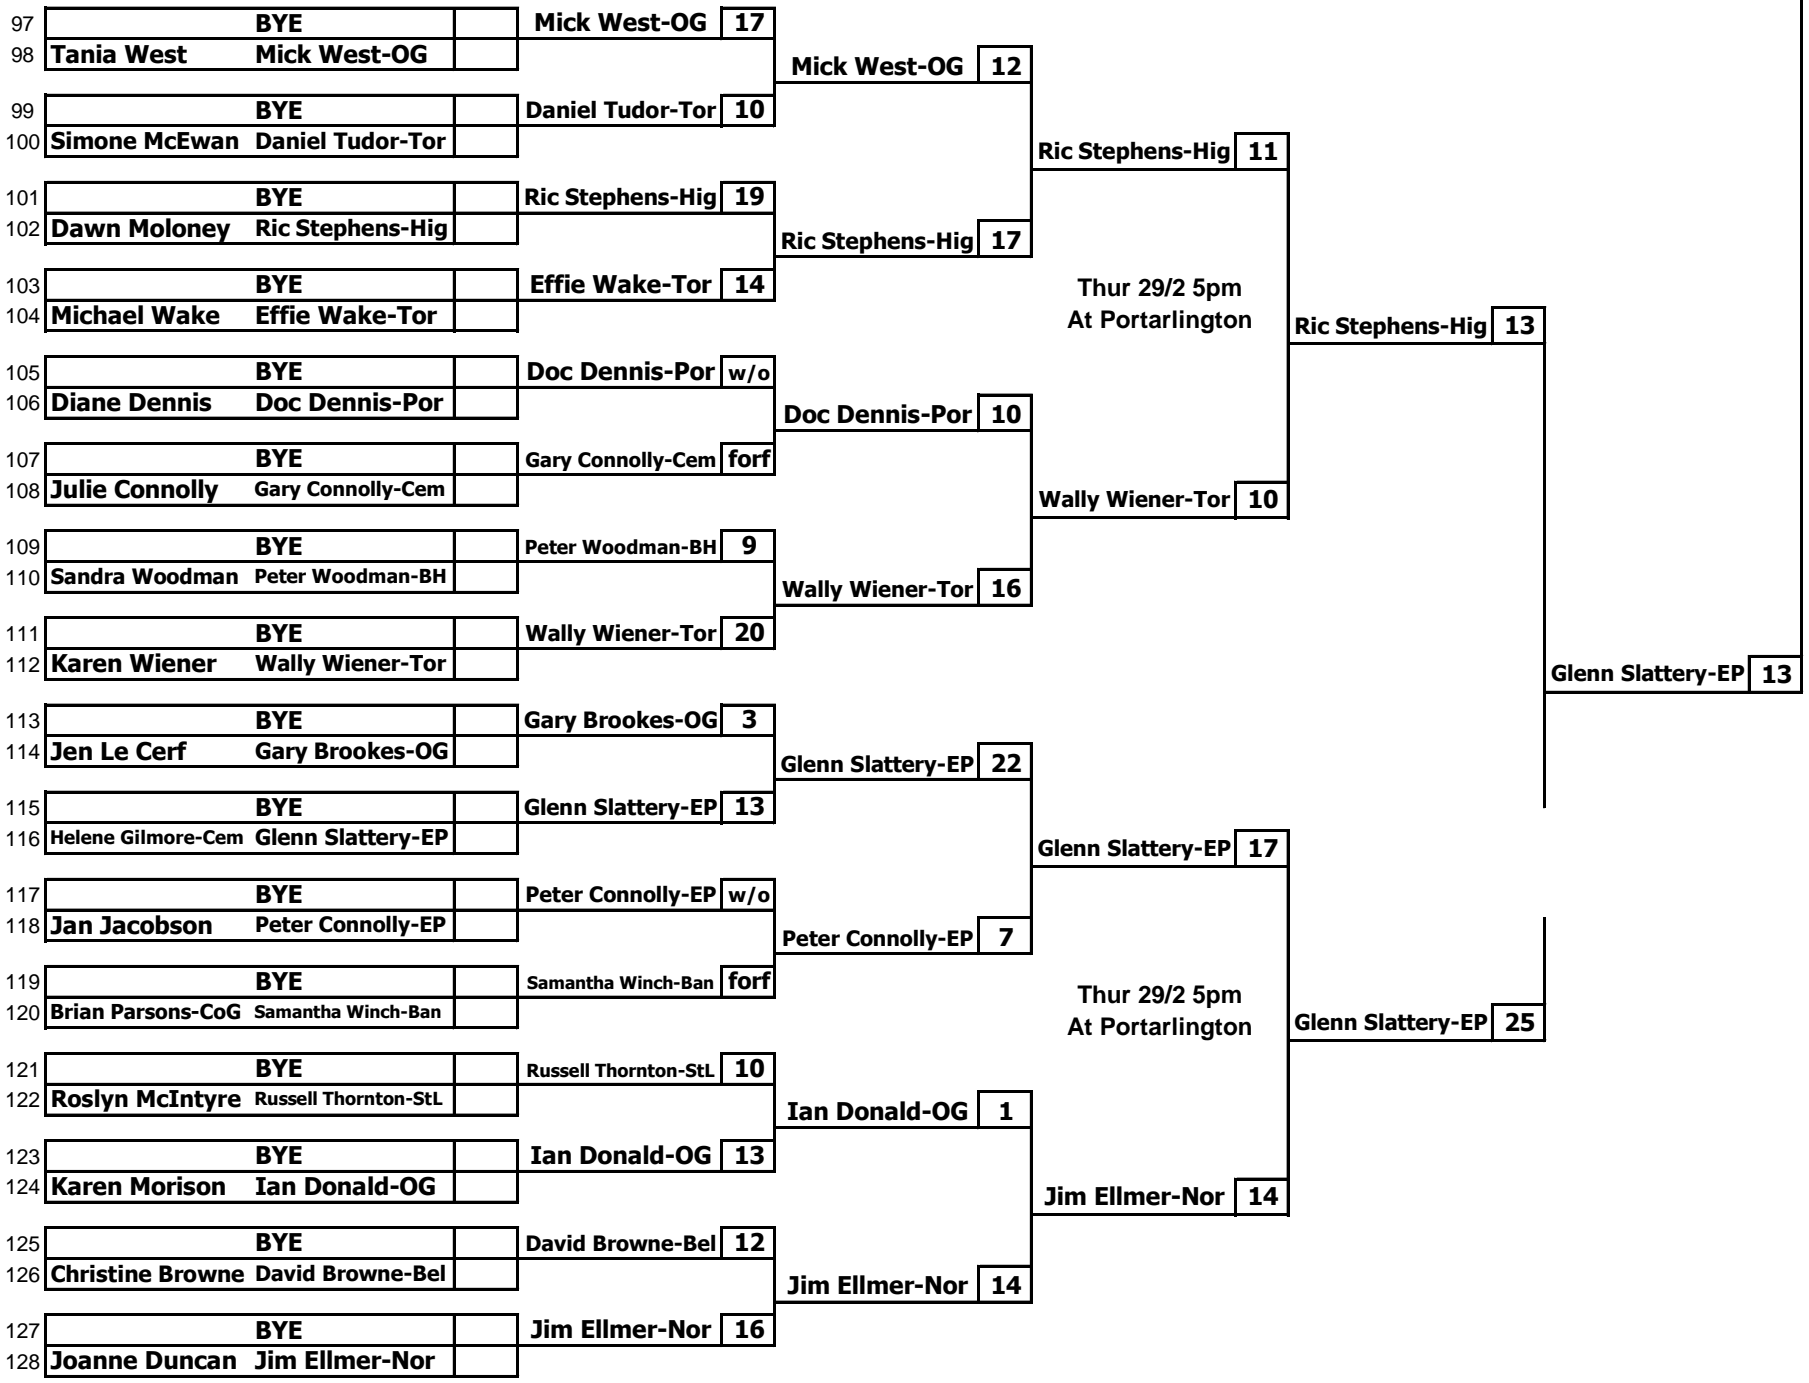 97 BYE Mick West-OG 17
98 Tania West Mick West-OG
Mick West-OG 12
99 BYE Daniel Tudor-Tor 10
100 Simone McEwan Daniel Tudor-Tor
Ric Stephens-Hig 11
101 BYE Ric Stephens-Hig 19
102 Dawn Moloney Ric Stephens-Hig
Ric Stephens-Hig 17
103 BYE Effie Wake-Tor 14
Thur 29/2 5pm
104 Michael Wake Effie Wake-Tor
At Portarlington
Ric Stephens-Hig 13
105 BYE Doc Dennis-Por w/o
106 Diane Dennis Doc Dennis-Por
Doc Dennis-Por 10
107 BYE Gary Connolly-Cem forf
108 Julie Connolly Gary Connolly-Cem
Wally Wiener-Tor 10
109 BYE Peter Woodman-BH 9
110 Sandra Woodman Peter Woodman-BH
Wally Wiener-Tor 16
111 BYE Wally Wiener-Tor 20
112 Karen Wiener Wally Wiener-Tor
Glenn Slattery-EP 13
113 BYE Gary Brookes-OG 3
114 Jen Le Cerf Gary Brookes-OG
Glenn Slattery-EP 22
115 BYE Glenn Slattery-EP 13
116 Helene Gilmore-Cem Glenn Slattery-EP
Glenn Slattery-EP 17
117 BYE Peter Connolly-EP w/o
118 Jan Jacobson Peter Connolly-EP
Peter Connolly-EP 7
119 BYE Samantha Winch-Ban forf
Thur 29/2 5pm
120 Brian Parsons-CoG Samantha Winch-Ban
At Portarlington
Glenn Slattery-EP 25
121 BYE Russell Thornton-StL 10
122 Roslyn McIntyre Russell Thornton-StL
Ian Donald-OG 1
123 BYE Ian Donald-OG 13
124 Karen Morison Ian Donald-OG
Jim Ellmer-Nor 14
125 BYE David Browne-Bel 12
126 Christine Browne David Browne-Bel
Jim Ellmer-Nor 14
127 BYE Jim Ellmer-Nor 16
128 Joanne Duncan Jim Ellmer-Nor